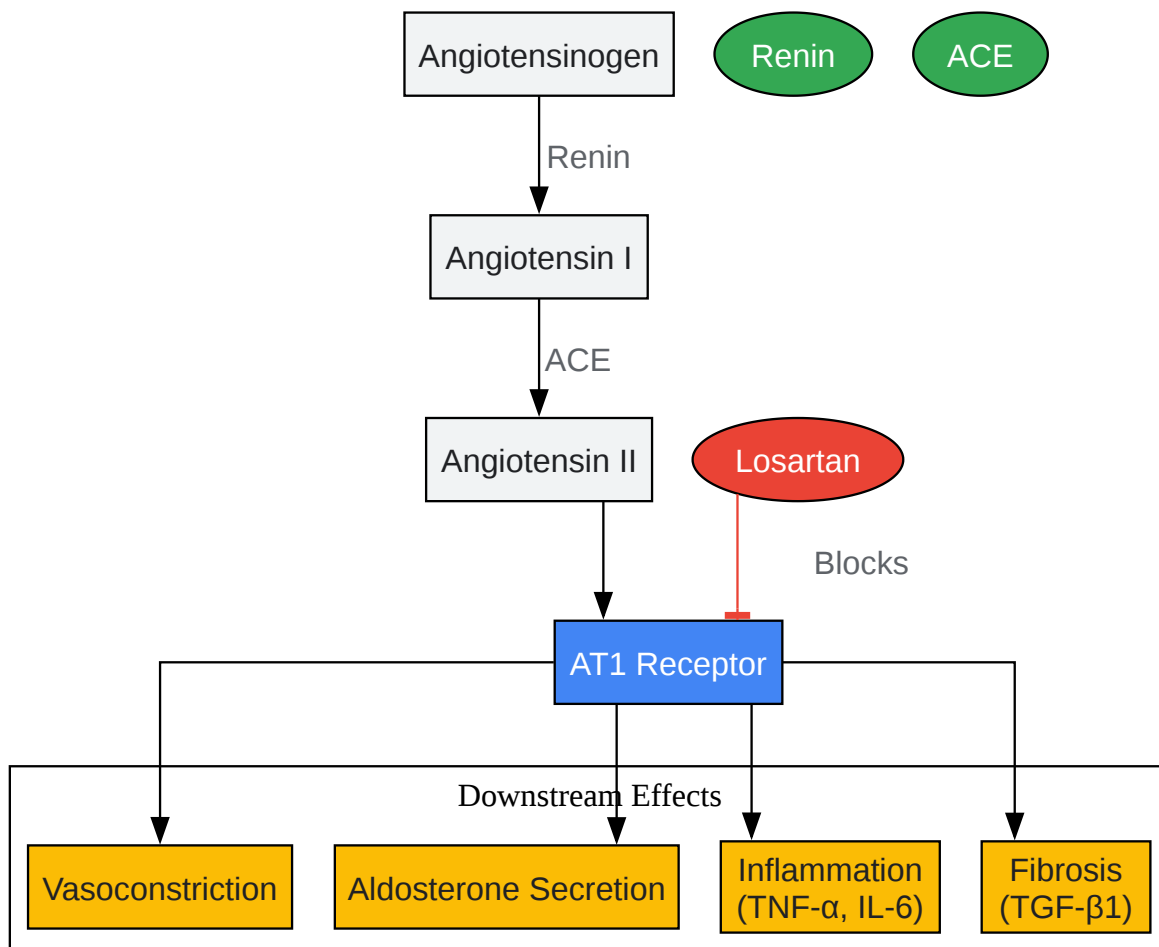 Angiotensinogen
Renin
ACE
Renin
Angiotensin I
ACE
Angiotensin II
Losartan
Blocks
AT1 Receptor
Downstream Effects
Vasoconstriction
Aldosterone Secretion
Inflammation
(TNF-α, IL-6)
Fibrosis
(TGF-β1)